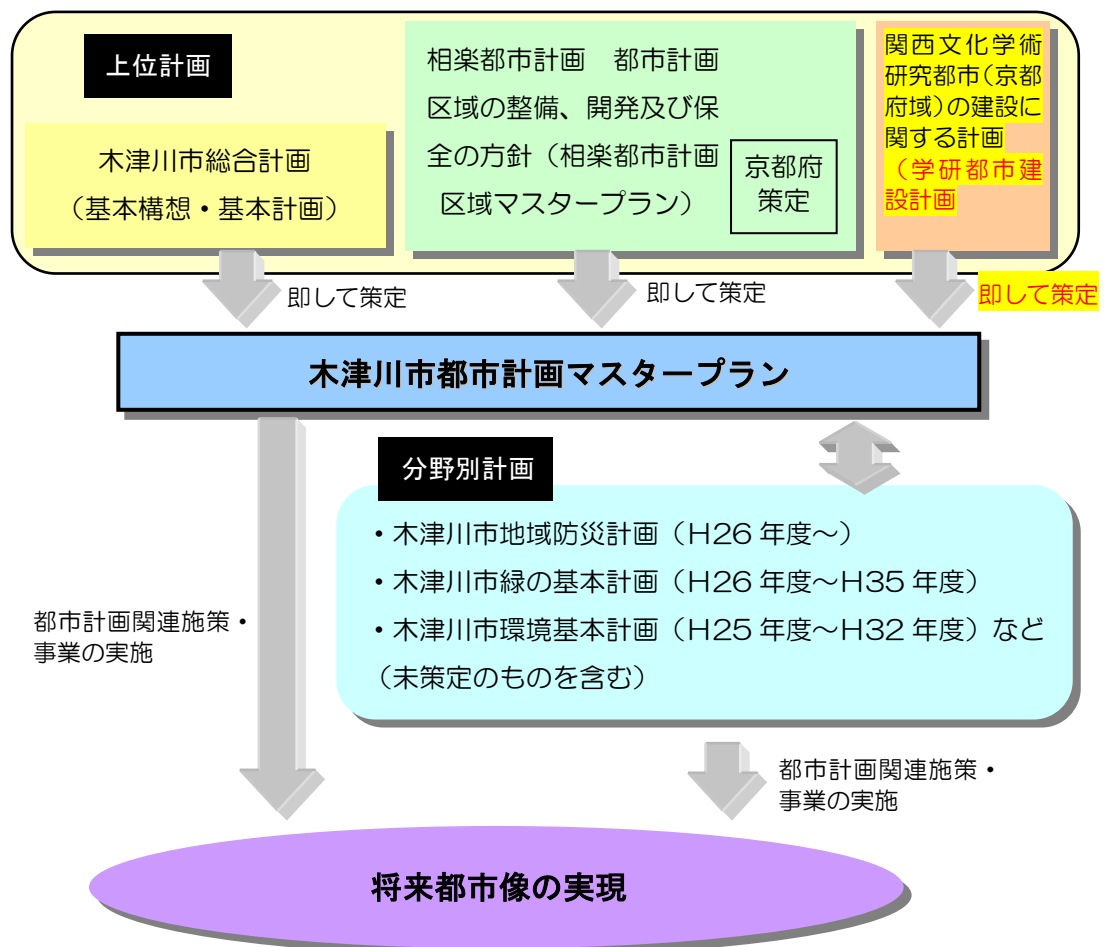 上位計画
木津川市総合計画
（基本構想・基本計画）
相楽都市計画　都市計画
区域の整備、開発及び保
全の方針（相楽都市計画
区域マスタープラン）
京都府
策定
関西文化学術
研究都市（京都
府域）の建設に
関する計画
（学研都市建
設計画
即して策定
即して策定
即して策定
木津川市都市計画マスタープラン
分野別計画
・木津川市地域防災計画（H26 年度～）
・木津川市緑の基本計画（H26 年度～H35 年度）
・木津川市環境基本計画（H25 年度～H32 年度）など
（未策定のものを含む）
都市計画関連施策・
事業の実施
都市計画関連施策・
事業の実施
将来都市像の実現